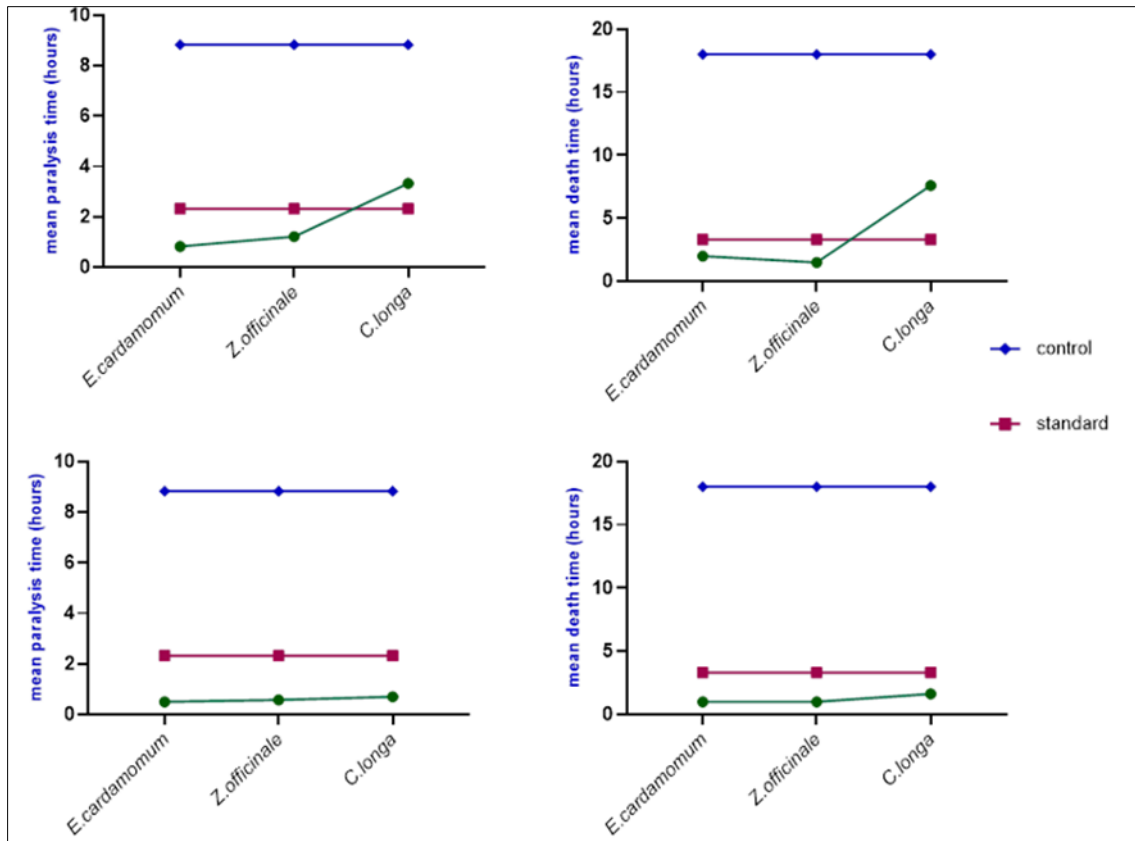 mean paralysis time (hours)
10
8
6
4
2
0
E.cardamomum
Z.officinale
C.longa
mean death time (hours)
20
15
10
5
0
E.cardamomum
Z.officinale
C.longa
control
standard
mean paralysis time (hours)
10
8
6
4
2
0
E.cardamomum
Z.officinale
C.longa
mean death time (hours)
20
15
10
5
0
E.cardamomum
Z.officinale
C.longa